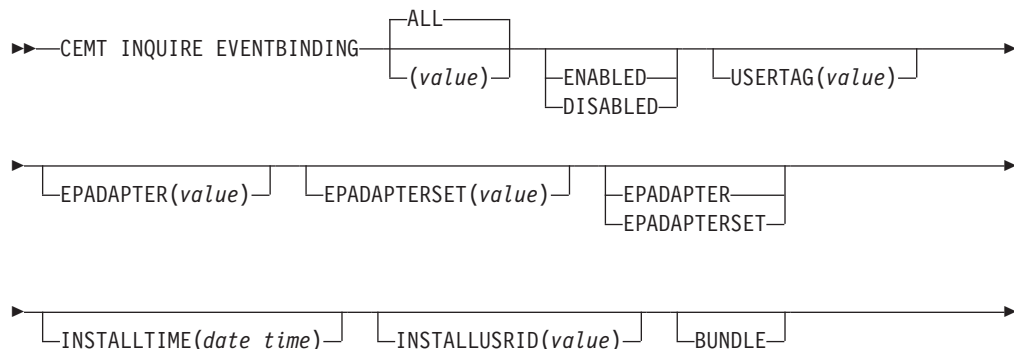 ALL
CEMT INQUIRE EVENTBINDING
(value) ENABLED USERTAG(value)
DISABLED
EPADAPTER(value) EPADAPTERSET(value) EPADAPTER
EPADAPTERSET
INSTALLTIME(date time) INSTALLUSRID(value) BUNDLE